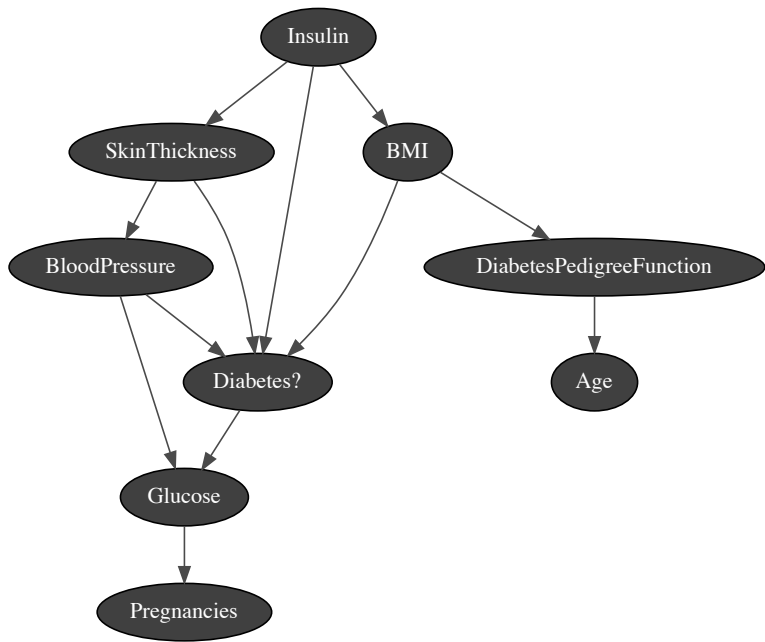 Insulin
SkinThickness
BMI
BloodPressure
DiabetesPedigreeFunction
Diabetes?
Age
Glucose
Pregnancies